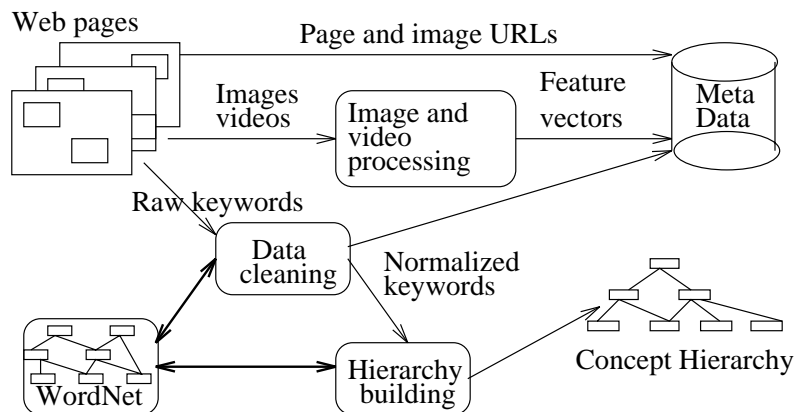 Web pages
Page and image URLs
Images
videos
Image and
video
processing
Feature
vectors
Meta
Data
Raw keywords
Data
cleaning
Normalized
keywords
WordNet
Hierarchy
building
Concept Hierarchy